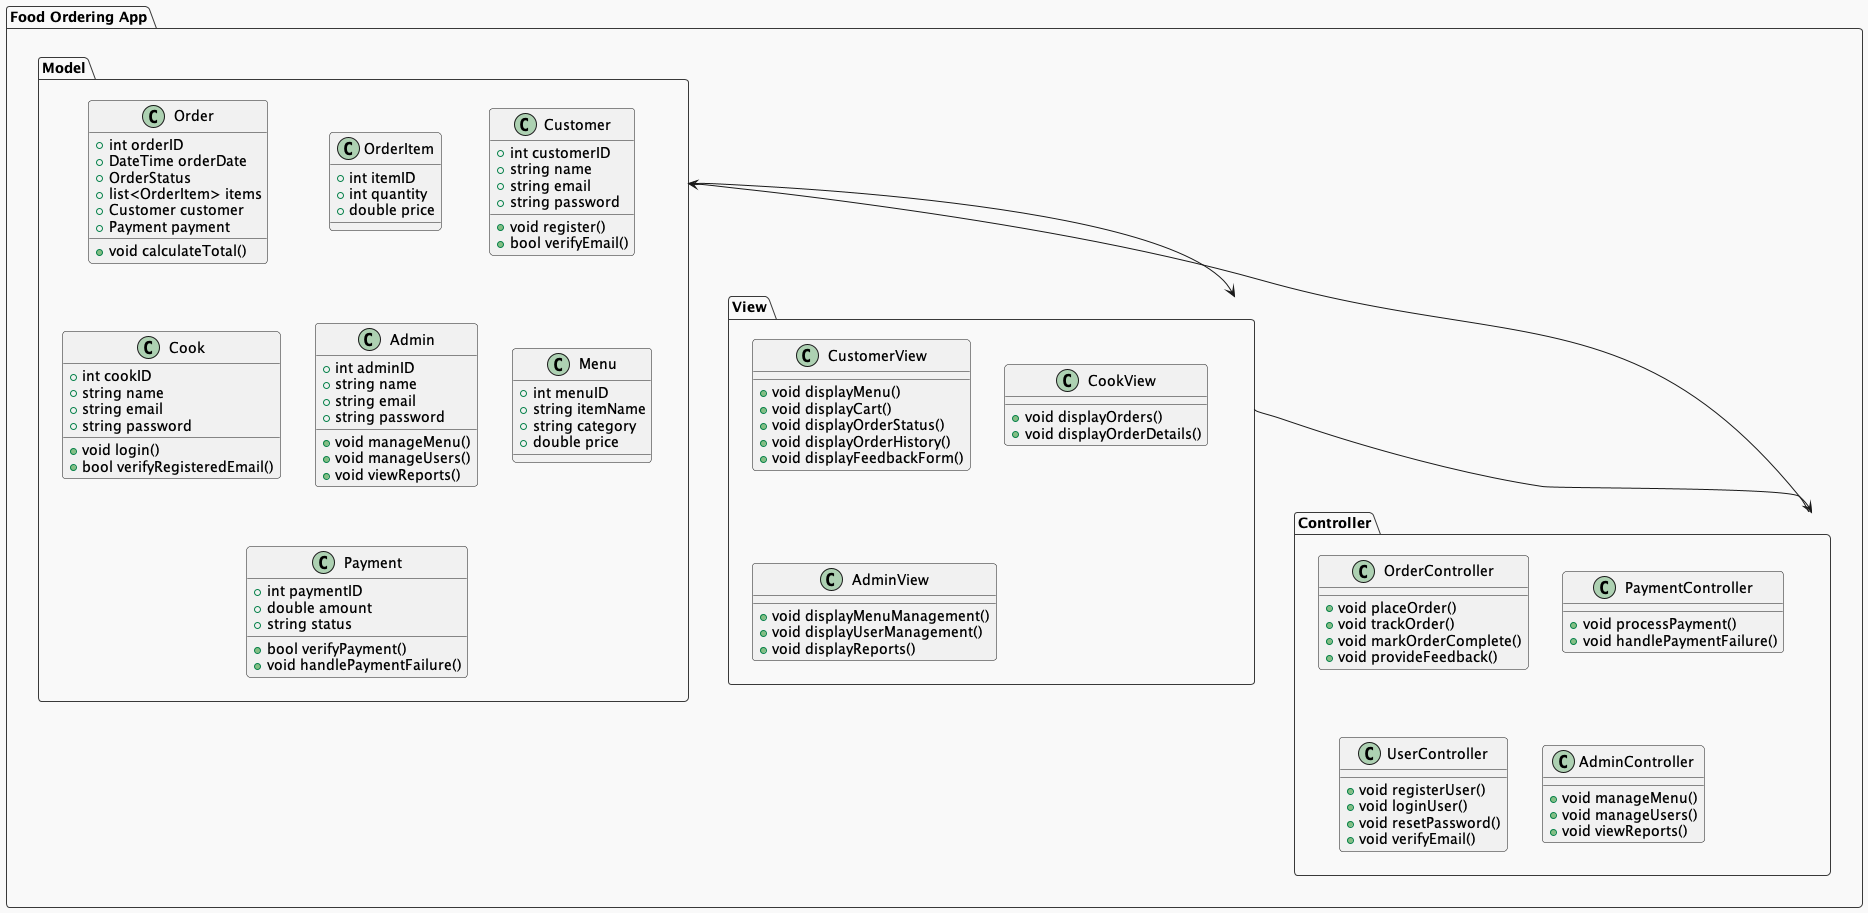 Food Ordering App
Model
C Order
int orderID
DateTime orderDate
OrderStatus
list<OrderItem> items
Customer customer
Payment payment
void calculateTotal()
C OrderItem
int itemID
int quantity
double price
C Customer
int customerID
string name
string email
string password
void register()
bool verifyEmail()
C Cook
int cookID
string name
string email
string password
void login()
bool verifyRegisteredEmail()
C Admin
int adminID
string name
string email
string password
void manageMenu()
void manageUsers()
void viewReports()
C Menu
int menuID
string itemName
string category
double price
C Payment
int paymentID
double amount
string status
bool verifyPayment()
void handlePaymentFailure()
View
C CustomerView
void displayMenu()
void displayCart()
void displayOrderStatus()
void displayOrderHistory()
void displayFeedbackForm()
C CookView
void displayOrders()
void displayOrderDetails()
C AdminView
void displayMenuManagement()
void displayUserManagement()
void displayReports()
Controller
C OrderController
void placeOrder()
void trackOrder()
void markOrderComplete()
void provideFeedback()
C PaymentController
void processPayment()
void handlePaymentFailure()
C UserController
void registerUser()
void loginUser()
void resetPassword()
void verifyEmail()
C AdminController
void manageMenu()
void manageUsers()
void viewReports()